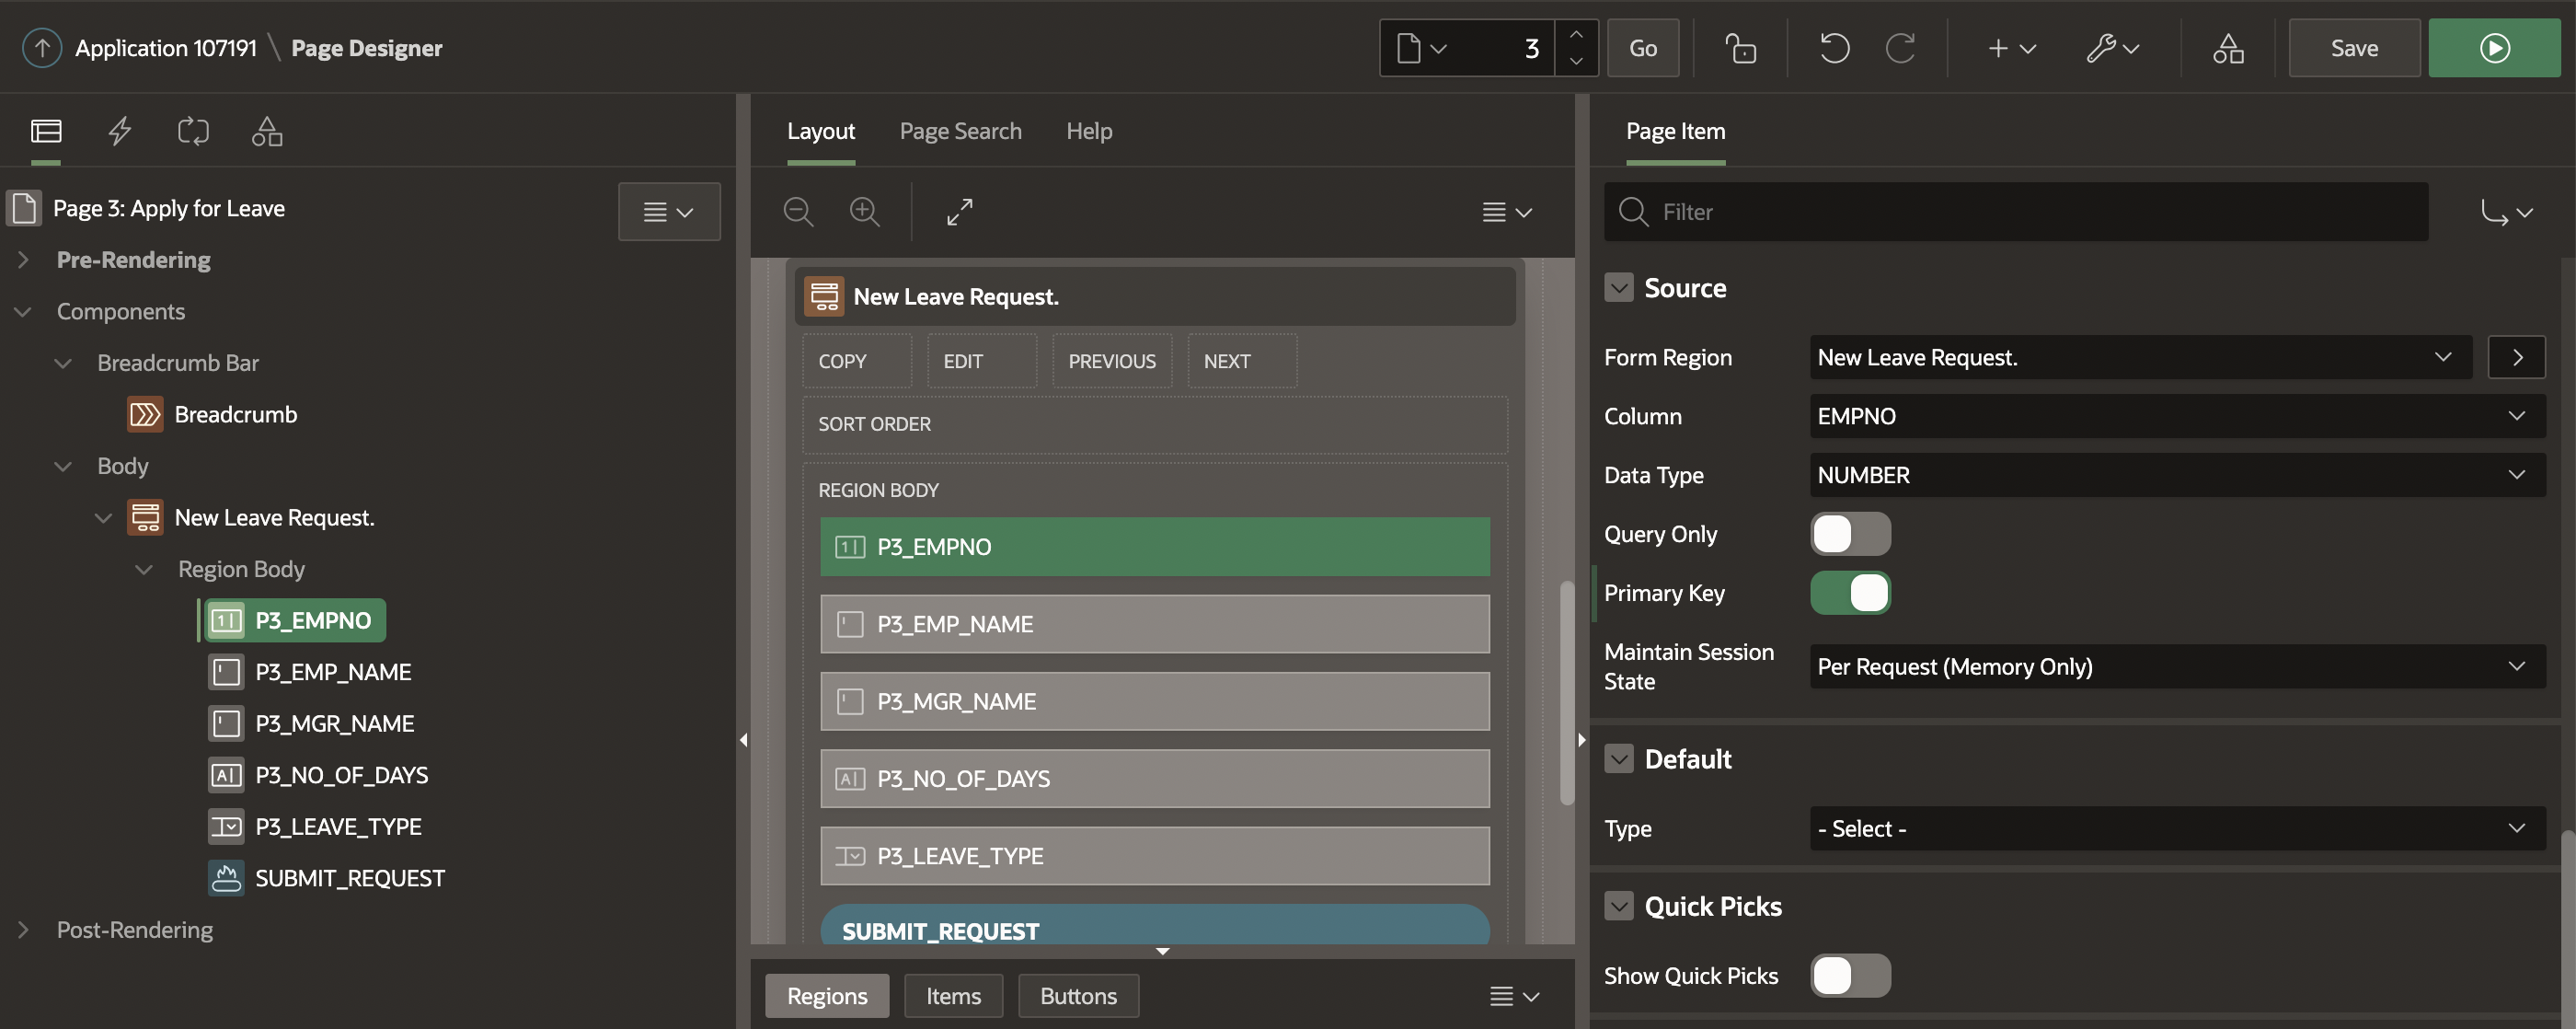 Application 107191 \ Page Designer
3
Go
Save
Page 3: Apply for Leave
Pre-Rendering
Components
Breadcrumb Bar
Breadcrumb
Body
New Leave Request.
Region Body
P3_EMPNO
P3_EMP_NAME
P3_MGR_NAME
P3_NO_OF_DAYS
P3_LEAVE_TYPE
SUBMIT_REQUEST
Post-Rendering
Layout
Page Search
Help
New Leave Request.
COPY
EDIT
PREVIOUS
NEXT
SORT ORDER
REGION BODY
P3_EMPNO
P3_EMP_NAME
P3_MGR_NAME
P3_NO_OF_DAYS
P3_LEAVE_TYPE
SUBMIT_REQUEST
Regions
Items
Buttons
Page Item
Filter
Source
Form Region
New Leave Request.
Column
EMPNO
Data Type
NUMBER
Query Only
Primary Key
Maintain Session
State
Per Request (Memory Only)
Default
Type
- Select -
Quick Picks
Show Quick Picks